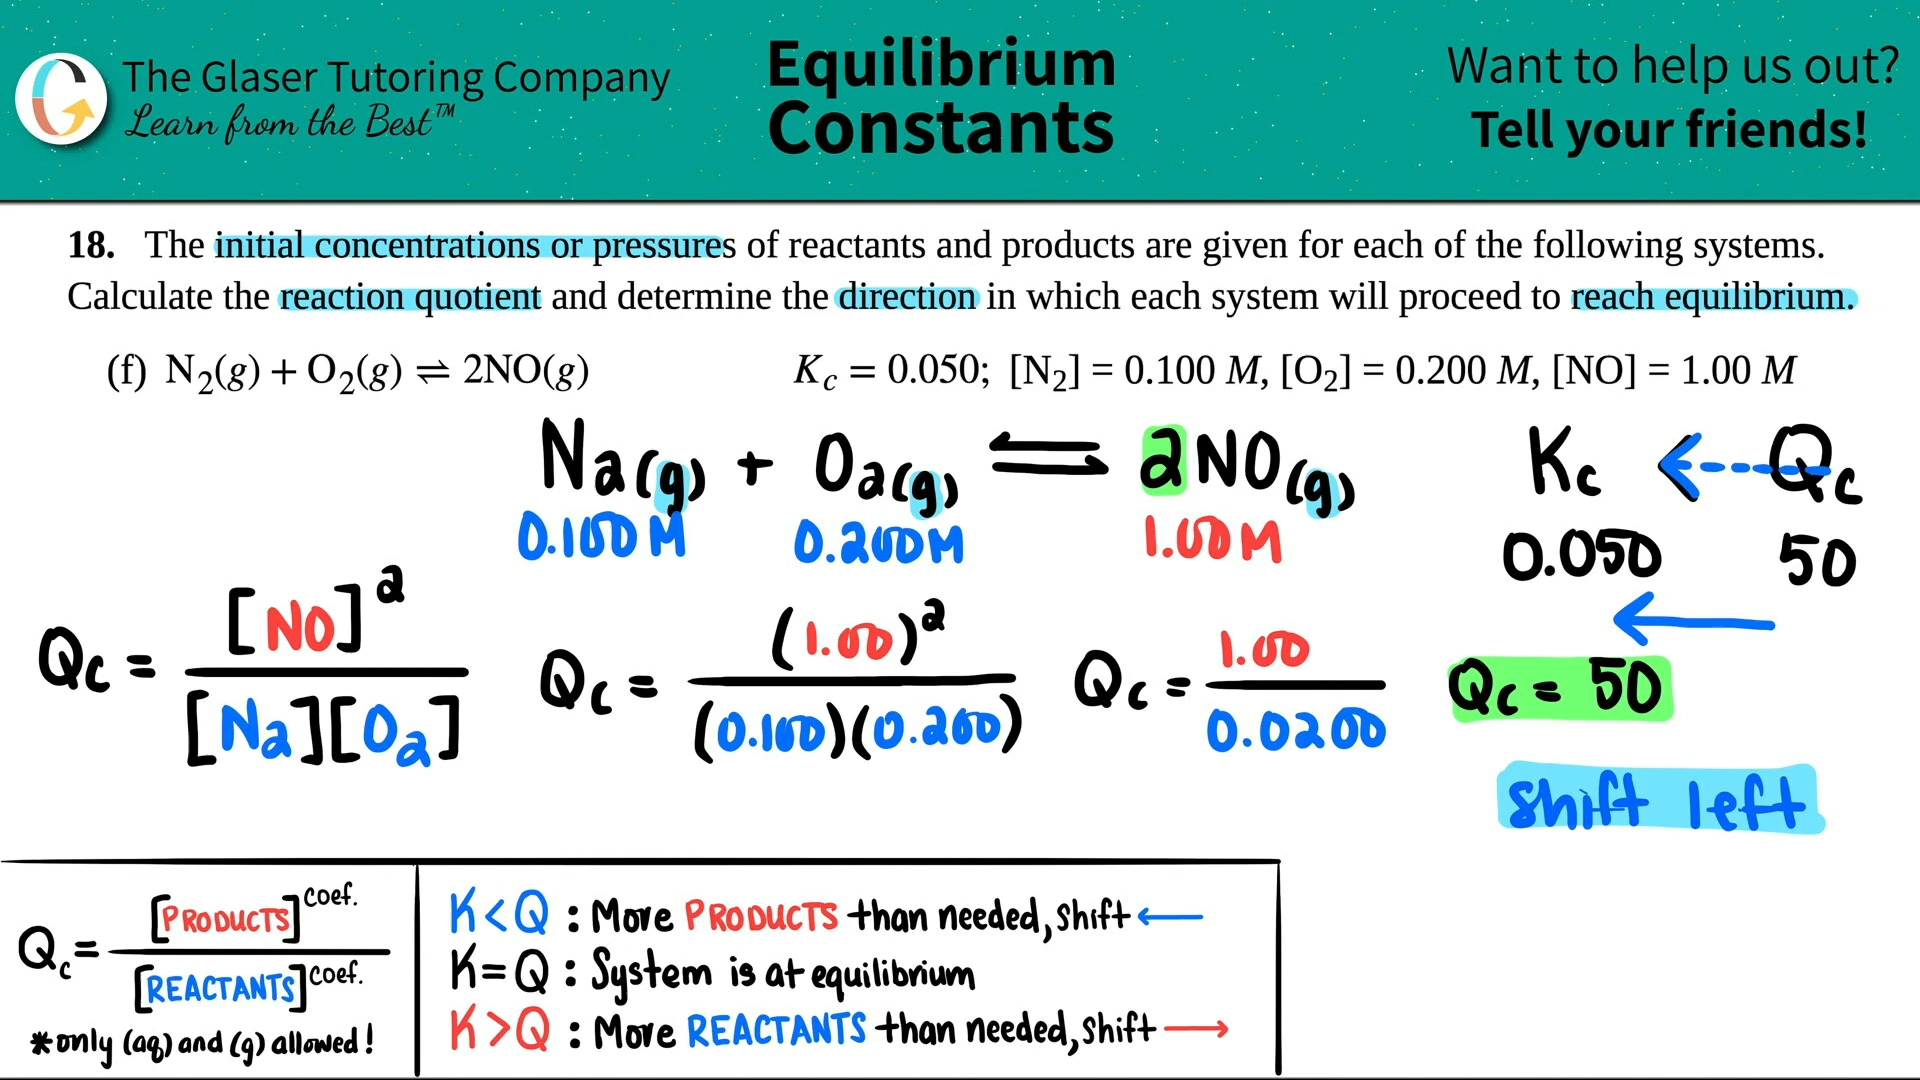 The Glaser Tutoring Company
Learn from the Best™
Equilibrium
Constants
Want to help us out?
Tell your friends!
18. The initial concentrations or pressures of reactants and products are given for each of the following systems.
Calculate the reaction quotient and determine the direction in which each system will proceed to reach equilibrium.
(f) N₂(g) + O₂(g) ⇌ 2NO(g) K꜀ = 0.050; [N₂] = 0.100 M, [O₂] = 0.200 M, [NO] = 1.00 M
N₂(g) + O₂(g) ⇌ 2NO(g)
0.100 M 0.200M 1.00M
Kc ← Qc
0.050 50
←
Qc = [NO]² / [N₂][O₂]
Qc = (1.00)² / (0.100)(0.200)
Qc = 1.00 / 0.0200
Qc = 50
shift left
Qc = [PRODUCTS]^coef. / [REACTANTS]^coef.
*only (aq) and (g) allowed!
K<Q : More PRODUCTS than needed, shift ←
K=Q : System is at equilibrium
K>Q : More REACTANTS than needed, shift →